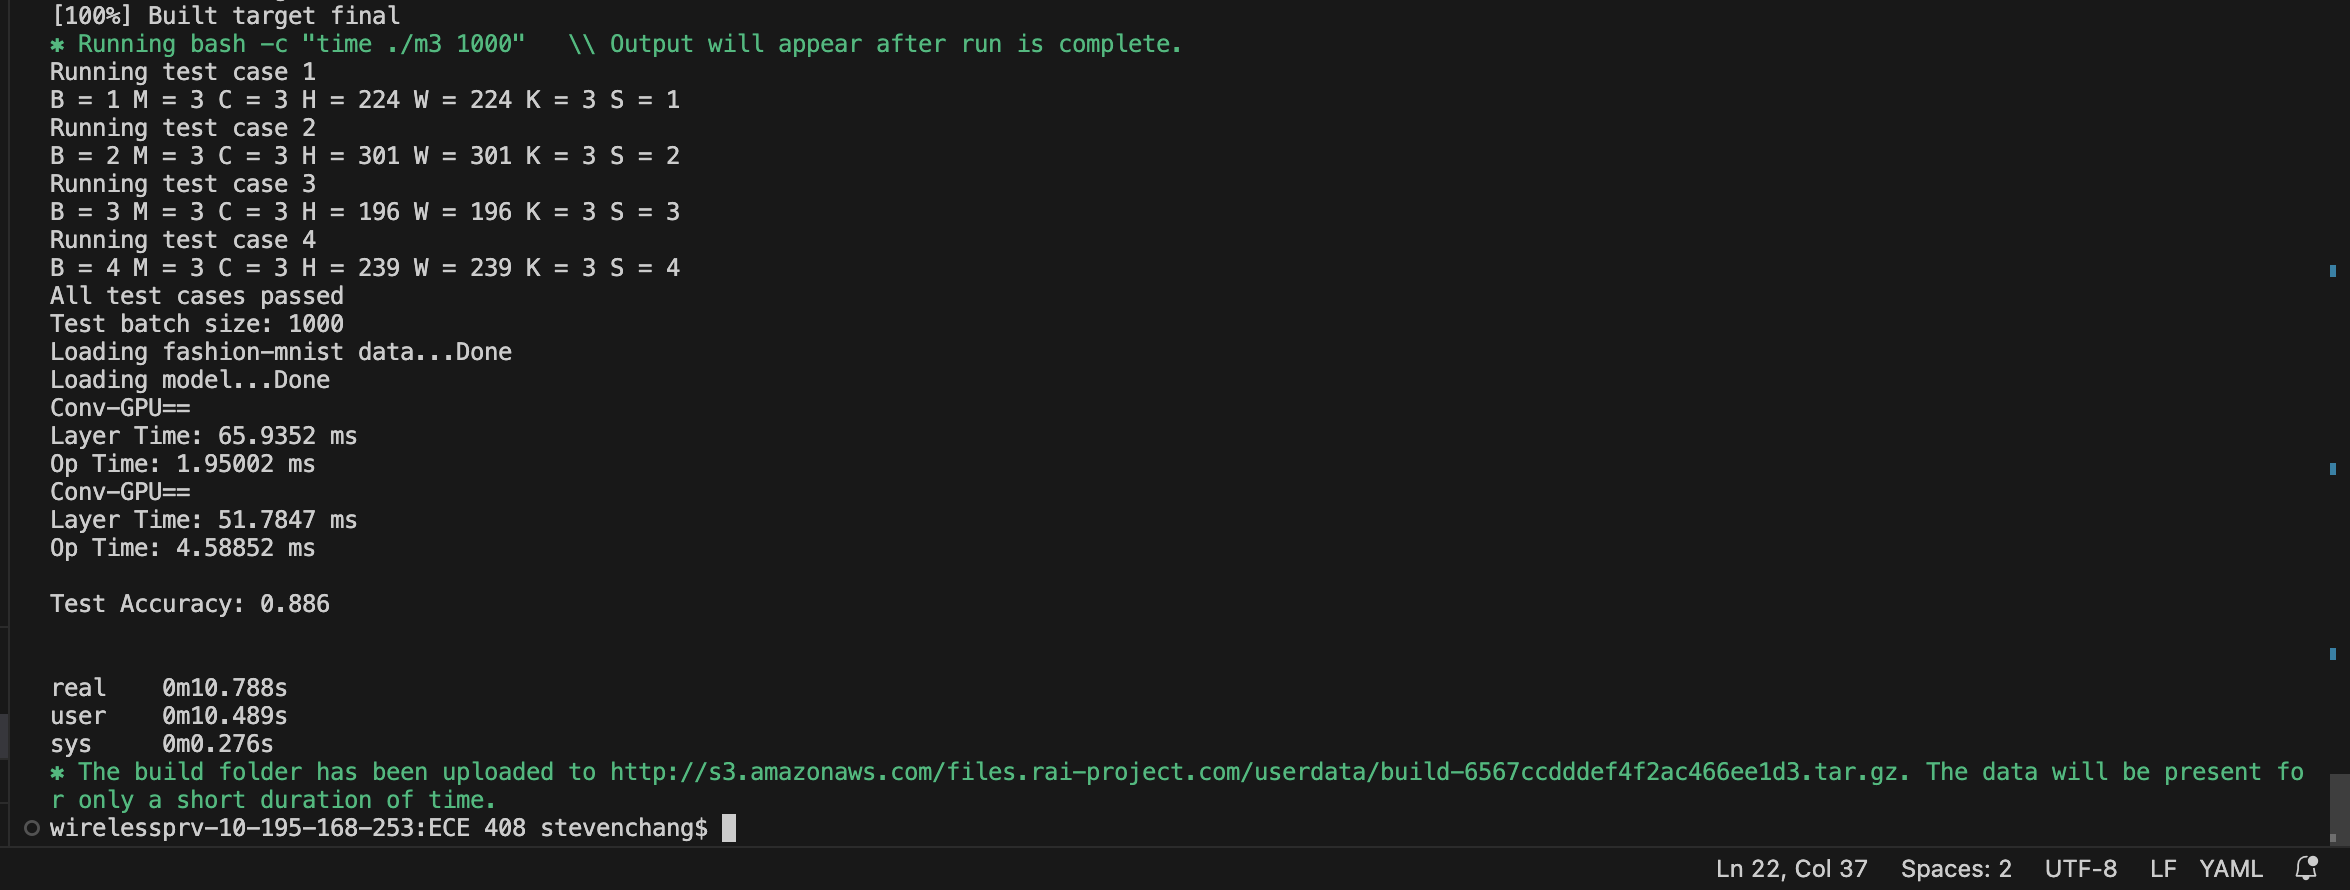 [100%] Built target final
✱ Running bash -c "time ./m3 1000"   \\ Output will appear after run is complete.
Running test case 1
B = 1 M = 3 C = 3 H = 224 W = 224 K = 3 S = 1
Running test case 2
B = 2 M = 3 C = 3 H = 301 W = 301 K = 3 S = 2
Running test case 3
B = 3 M = 3 C = 3 H = 196 W = 196 K = 3 S = 3
Running test case 4
B = 4 M = 3 C = 3 H = 239 W = 239 K = 3 S = 4
All test cases passed
Test batch size: 1000
Loading fashion-mnist data...Done
Loading model...Done
Conv-GPU==
Layer Time: 65.9352 ms
Op Time: 1.95002 ms
Conv-GPU==
Layer Time: 51.7847 ms
Op Time: 4.58852 ms
Test Accuracy: 0.886
real    0m10.788s
user    0m10.489s
sys     0m0.276s
✱ The build folder has been uploaded to http://s3.amazonaws.com/files.rai-project.com/userdata/build-6567ccdddef4f2ac466ee1d3.tar.gz. The data will be present fo
r only a short duration of time.
wirelessprv-10-195-168-253:ECE 408 stevenchang$
Ln 22, Col 37   Spaces: 2   UTF-8   LF   YAML